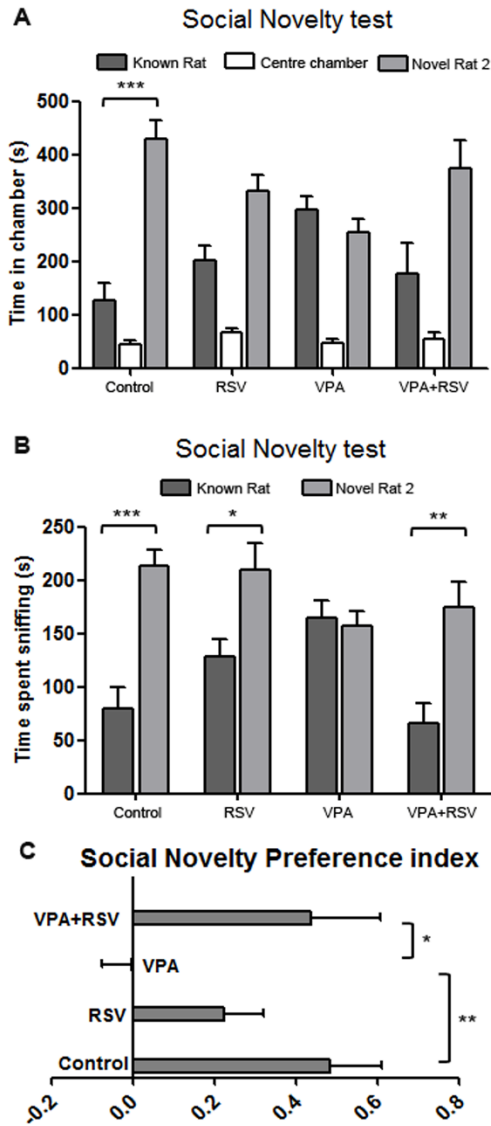 A Social Novelty test
Known Rat Centre chamber Novel Rat 2
***
Time in chamber (s)
500
400
300
200
100
0
Control RSV VPA VPA+RSV
B Social Novelty test
Known Rat Novel Rat 2
*** * **
Time spent sniffing (s)
250
200
150
100
50
0
Control RSV VPA VPA+RSV
C Social Novelty Preference index
VPA+RSV
*
VPA
RSV
**
Control
-0.2 0.0 0.2 0.4 0.6 0.8